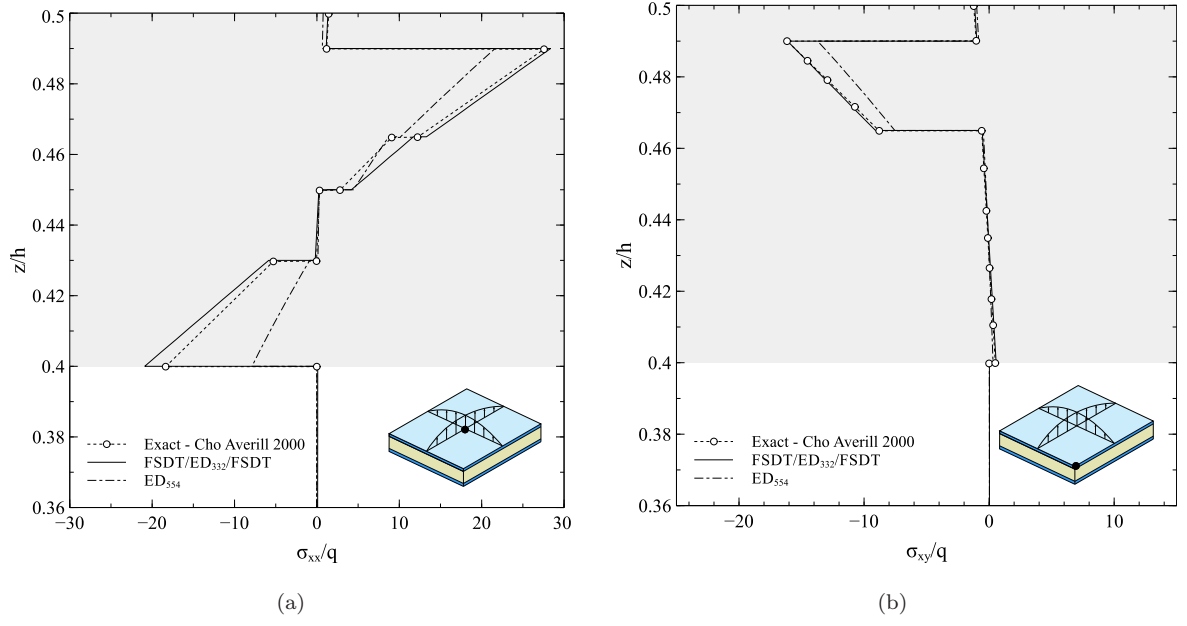 0.5
0.48
0.46
0.44
0.42
0.4
0.38
0.36
z/h
−30
−20
−10
0
10
20
30
σxx/q
Exact - Cho Averill 2000
FSDT/ED332/FSDT
ED554
(a)
0.5
0.48
0.46
0.44
0.42
0.4
0.38
0.36
z/h
−20
−10
0
10
σxy/q
Exact - Cho Averill 2000
FSDT/ED332/FSDT
ED554
(b)